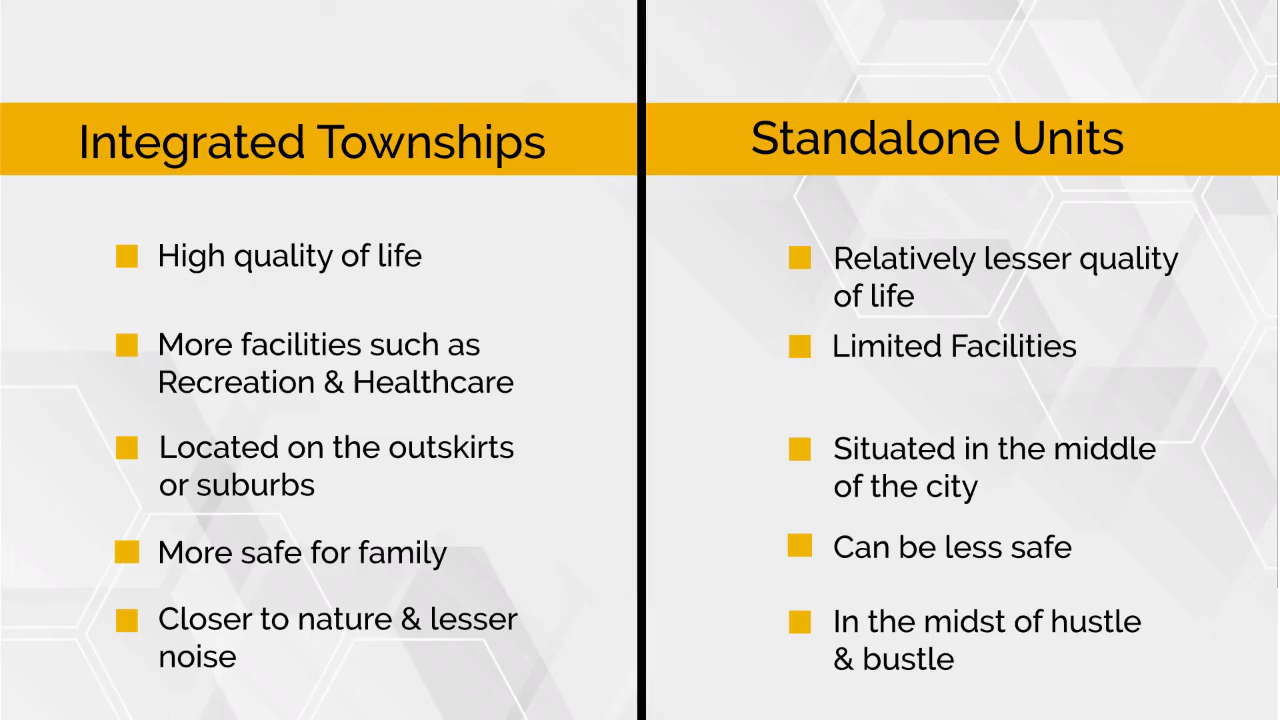 Integrated Townships
High quality of life
More facilities such as
Recreation & Healthcare
Located on the outskirts
or suburbs
More safe for family
Closer to nature & lesser
noise
Standalone Units
Relatively lesser quality
of life
Limited Facilities
Situated in the middle
of the city
Can be less safe
In the midst of hustle
& bustle